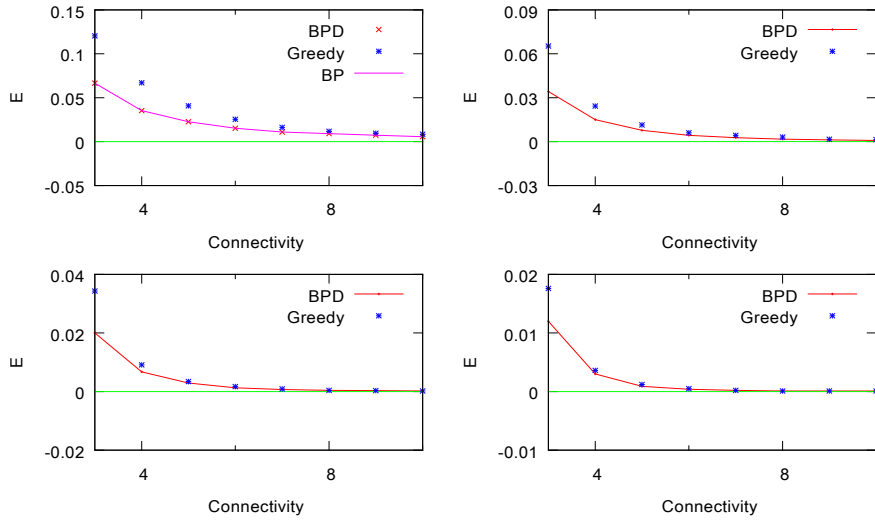 0.15
0.1
0.05
0
-0.05
E
BPD
Greedy
BP
4
8
Connectivity
0.09
0.06
0.03
0
-0.03
E
BPD
Greedy
4
8
Connectivity
0.04
0.02
0
-0.02
E
BPD
Greedy
4
8
Connectivity
0.02
0.01
0
-0.01
E
BPD
Greedy
4
8
Connectivity